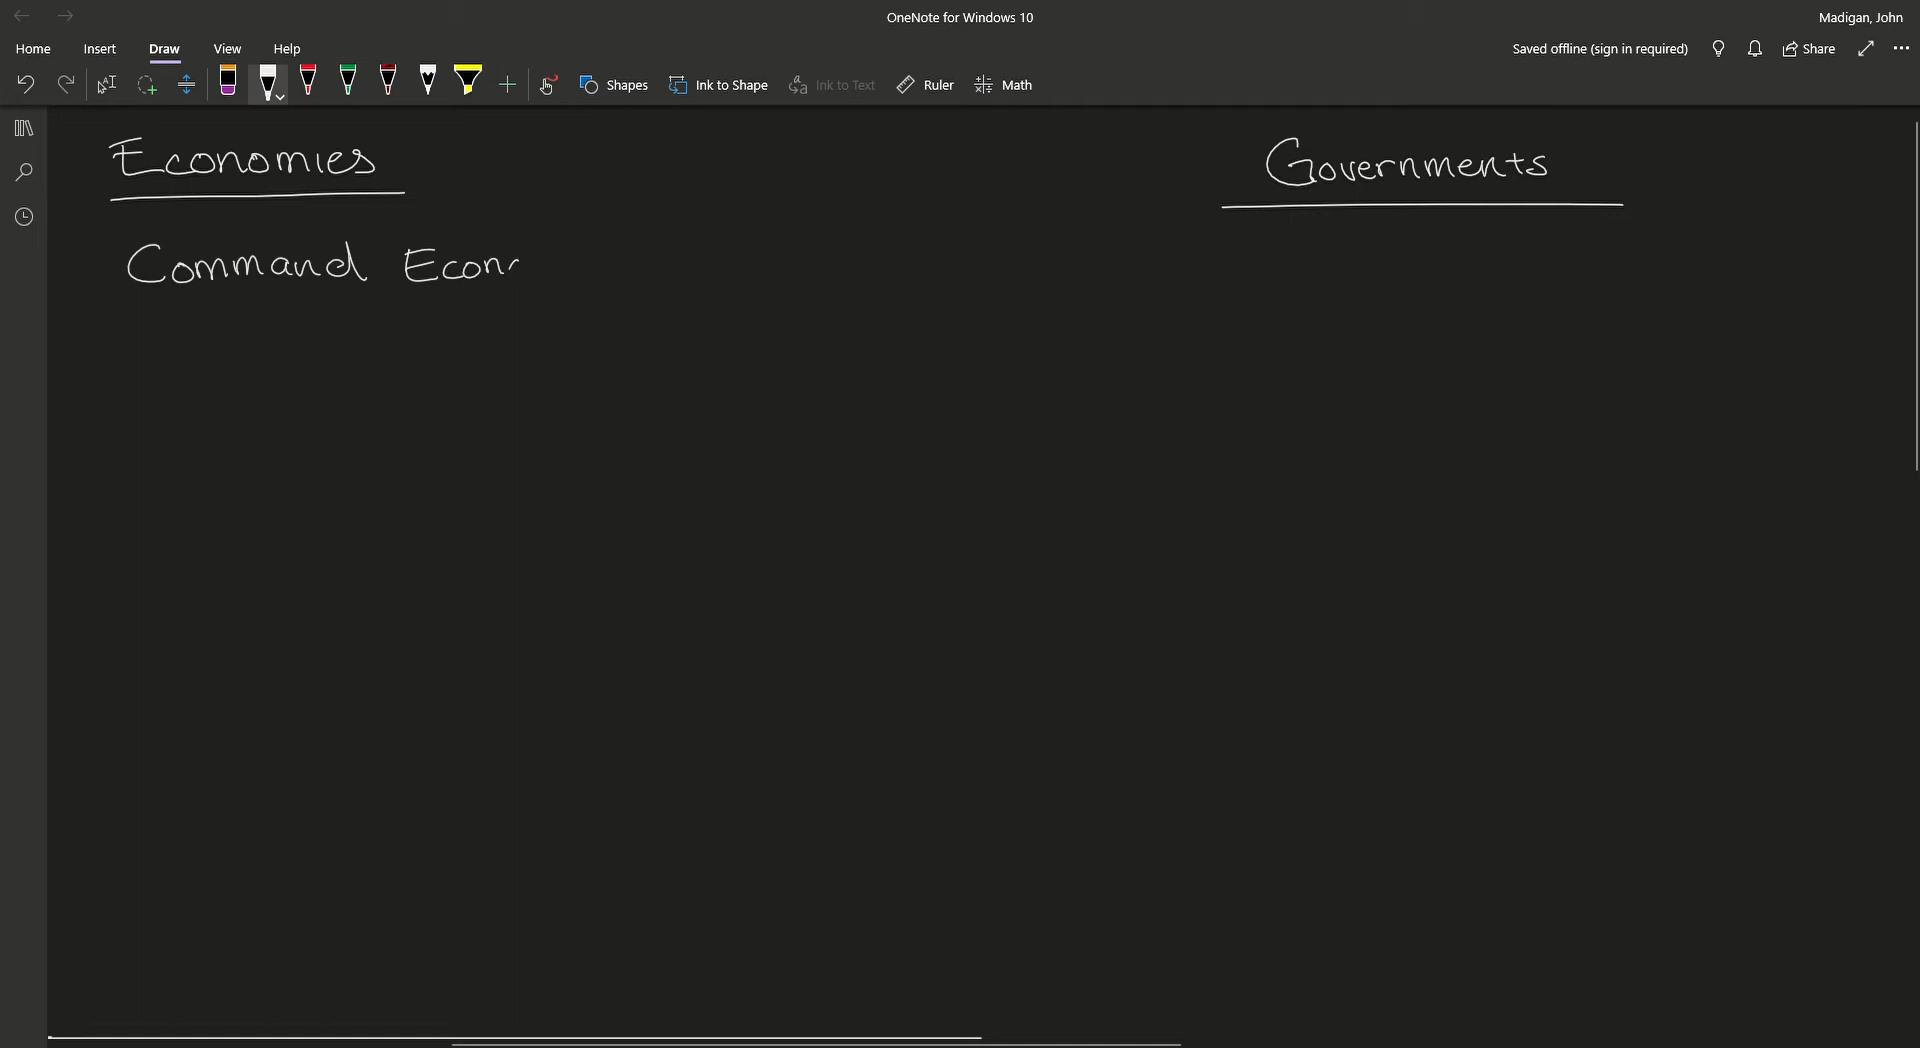 OneNote for Windows 10
Madigan, John
Home Insert Draw View Help
Saved offline (sign in required) Share
Shapes Ink to Shape Ink to Text Ruler Math
Economies
Governments
Command Econ